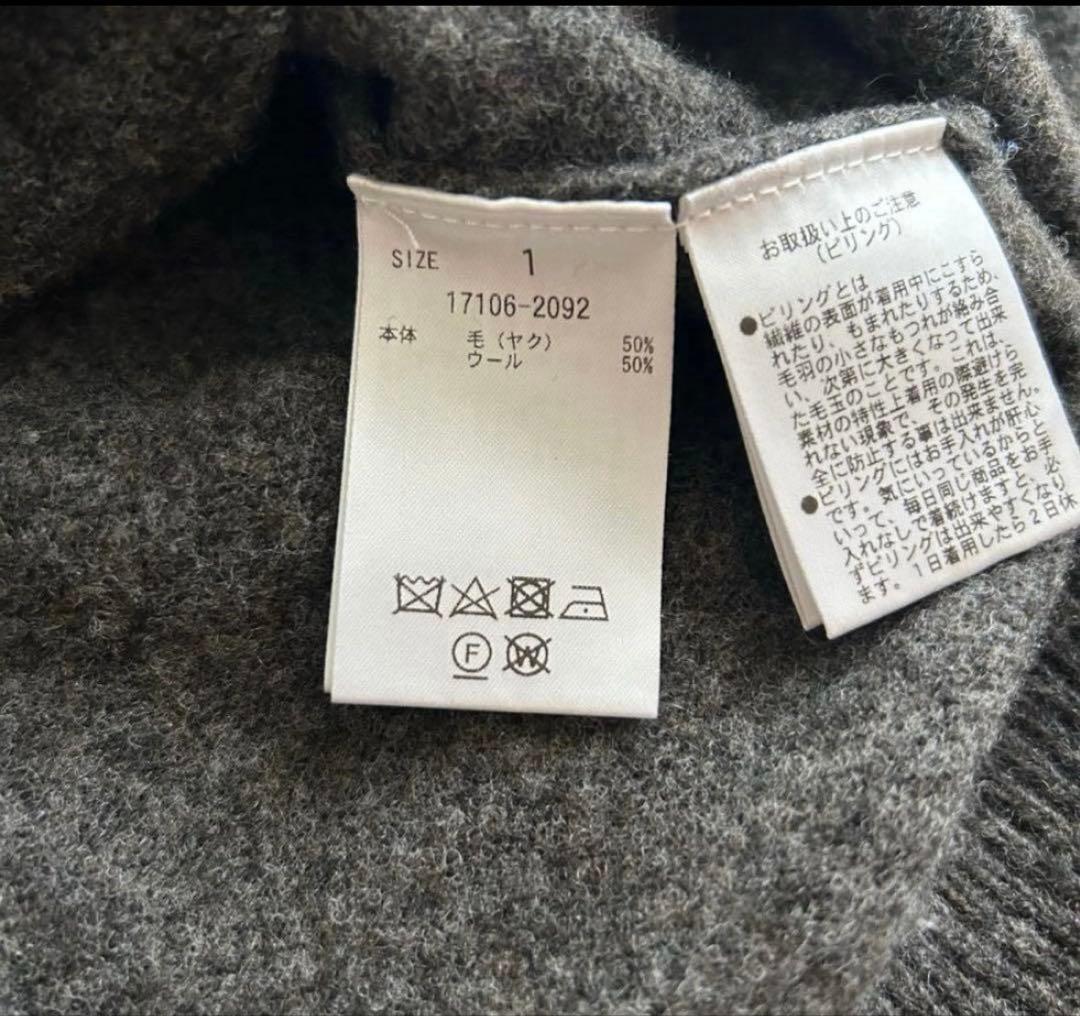 SIZE 1
17106-2092
本体 毛（ヤク） 50%
ウール 50%
F
W
お取扱い上のご注意
（ピリング）
●ピリングとは
繊維の表面が着用中にこすら
れたり、もまれたりするため、
毛羽の小さなもつれが絡み合
い、次第に大きくなって出来
た毛玉のことです。これは、
素材の特性上着用の際避けら
れない現象で、その発生を完
全に防止する事は出来ません。
●ピリングにはお手入れが肝心
です。気にいっているからと
いって、毎日同じ商品をお手
入れなしで着続けますと、必
ずピリングは出来やすくなり
ます。1日着用したら2日休